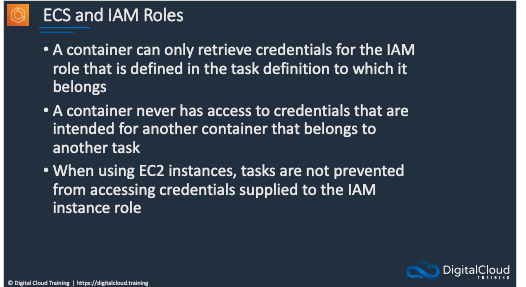 ECS and IAM Roles
• A container can only retrieve credentials for the IAM
role that is defined in the task definition to which it
belongs
• A container never has access to credentials that are
intended for another container that belongs to
another task
• When using EC2 instances, tasks are not prevented
from accessing credentials supplied to the IAM
instance role
DigitalCloud
TRAINING
© Digital Cloud Training | https://digitalcloud.training